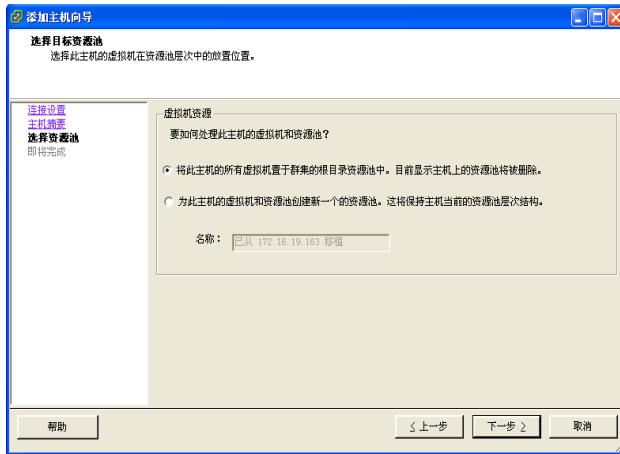 添加主机向导
选择目标资源池
选择此主机的虚拟机在资源池层次中的放置位置。
连接设置
主机摘要
选择资源池
即将完成
虚拟机资源
要如何处理此主机的虚拟机和资源池？
将此主机的所有虚拟机置于群集的根目录资源池中。目前显示主机上的资源池将被删除。
为此主机的虚拟机和资源池创建新一个的资源池。这将保持主机当前的资源池层次结构。
名称： 已从 172.16.19.163 移植
帮助
≤上一步 下一步 ≥ 取消